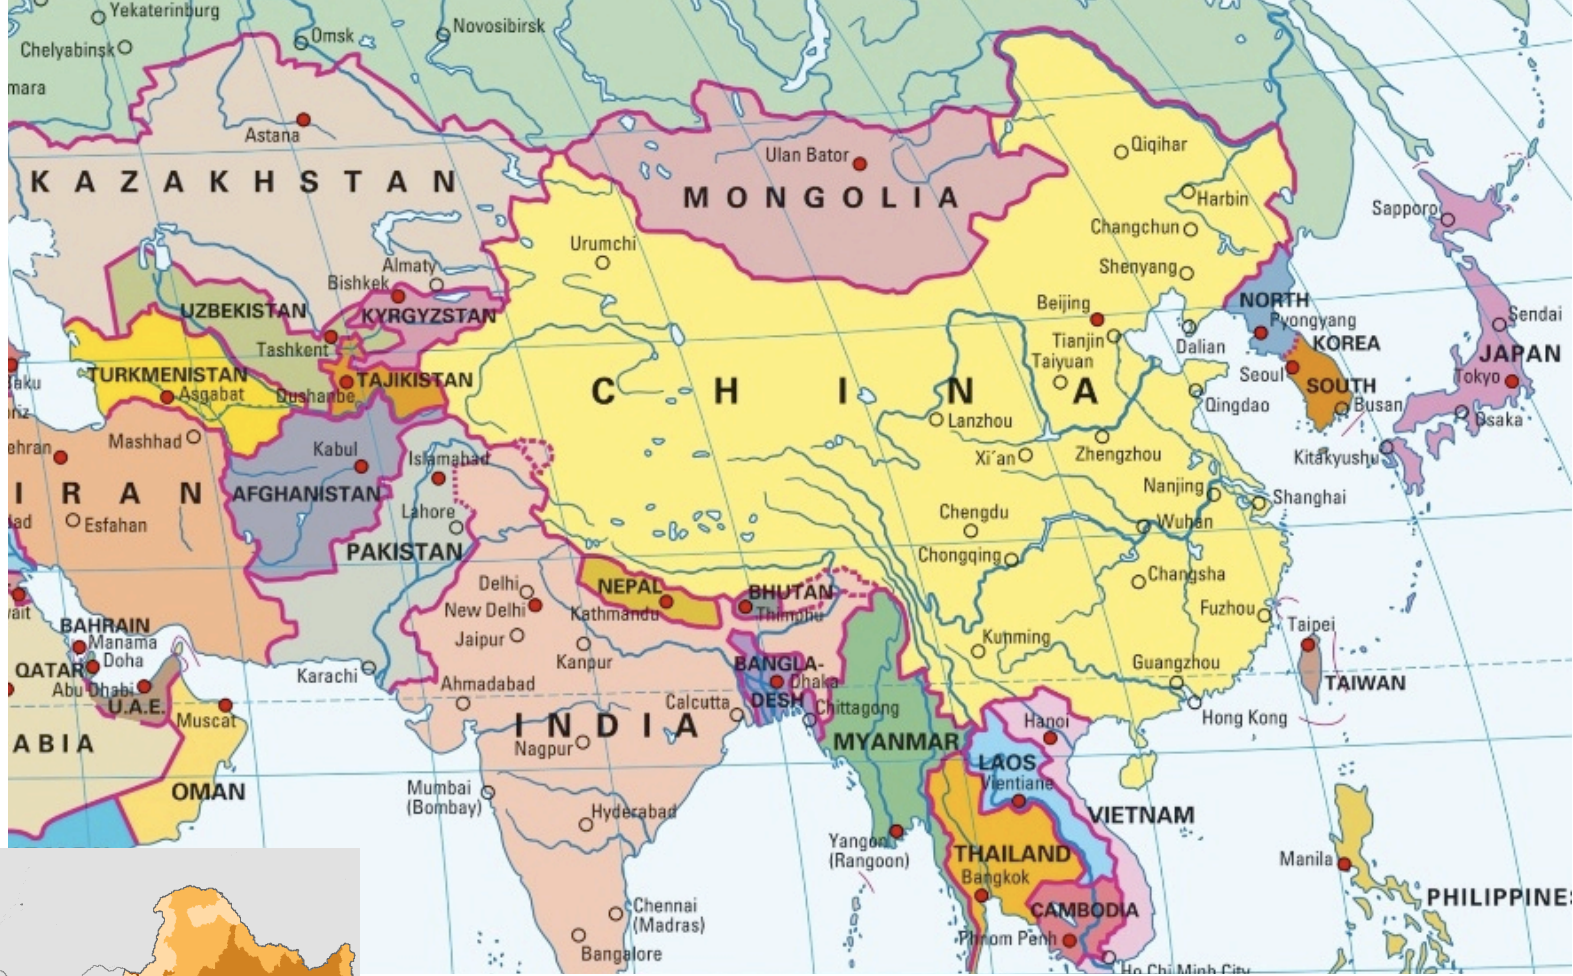 Yekaterinburg
Chelyabinsk
Omsk
Novosibirsk
mara
Astana
KAZAKHSTAN
Ulan Bator
MONGOLIA
Qiqihar
Harbin
Changchun
Shenyang
Sapporo
Urumchi
Almaty
Bishkek
KYRGYZSTAN
UZBEKISTAN
Tashkent
TURKMENISTAN
Asgabat
Dushanbe
TAJIKISTAN
Beijing
Tianjin
Taiyuan
Dalian
NORTH
Pyongyang
KOREA
Seoul
SOUTH
Busan
Sendai
JAPAN
Tokyo
Osaka
Kitakyushu
aku
riz
ehran
Mashhad
Kabul
Islamabad
CHINA
Lanzhou
Qingdao
Xi'an
Zhengzhou
IRAN
Esfahan
AFGHANISTAN
Lahore
PAKISTAN
Nanjing
Shanghai
Chengdu
Wuhan
Chongqing
Changsha
Fuzhou
Delhi
New Delhi
Jaipur
NEPAL
Kathmandu
Kanpur
BHUTAN
Thimphu
wait
BAHRAIN
Manama
QATAR
Doha
Abu Dhabi
U.A.E.
Muscat
Karachi
Ahmadabad
BANGLA-
Dhaka
DESH
Calcutta
Chittagong
Kunming
Guangzhou
Hong Kong
Taipei
TAIWAN
ABIA
OMAN
INDIA
Nagpur
MYANMAR
Hanoi
LAOS
Vientiane
VIETNAM
Mumbai
(Bombay)
Hyderabad
Yangon
(Rangoon)
THAILAND
Bangkok
Manila
PHILIPPINES
CAMBODIA
Phnom Penh
Ho Chi Minh City
Chennai
(Madras)
Bangalore